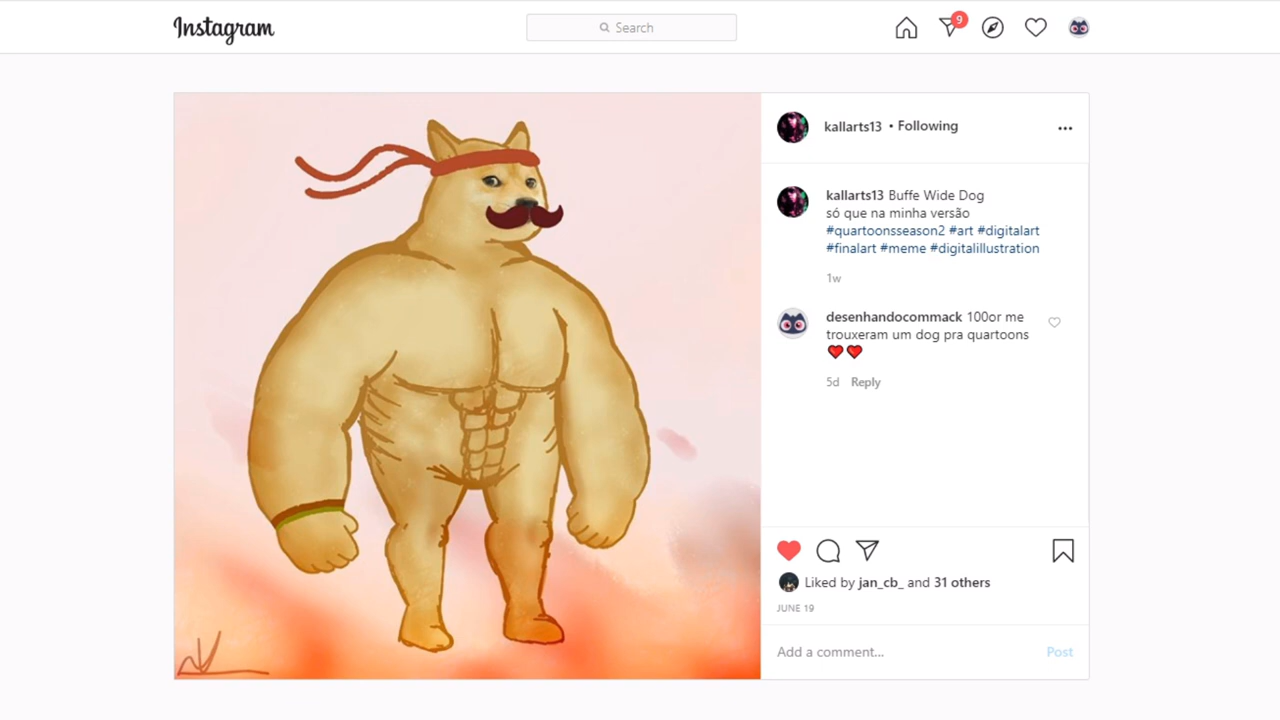 Instagram
Search
9
kallarts13 • Following
kallarts13 Buffe Wide Dog
só que na minha versão
#quartoonsseason2 #art #digitalart
#finalart #meme #digitalillustration
1w
desenhandocommack 100or me
trouxeram um dog pra quartoons
❤️❤️
5d Reply
Liked by jan_cb_ and 31 others
JUNE 19
Add a comment...
Post